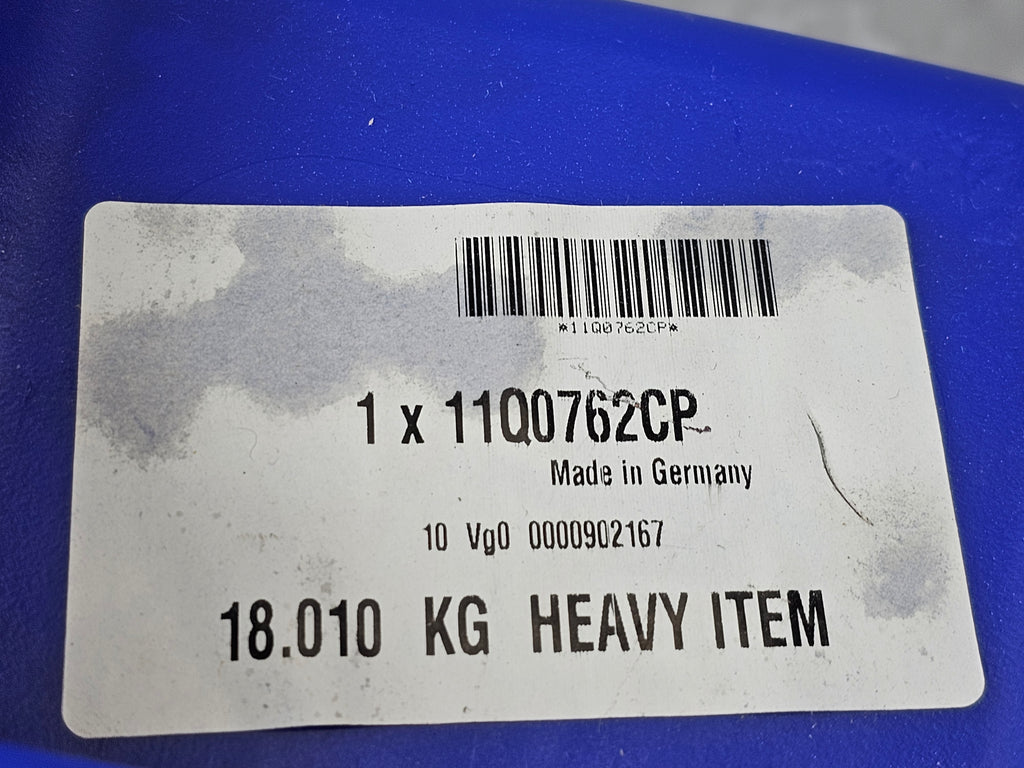 *11Q0762CP*
1 x 11Q0762CP
Made in Germany
10 Vg0 0000902167
18.010 KG HEAVY ITEM